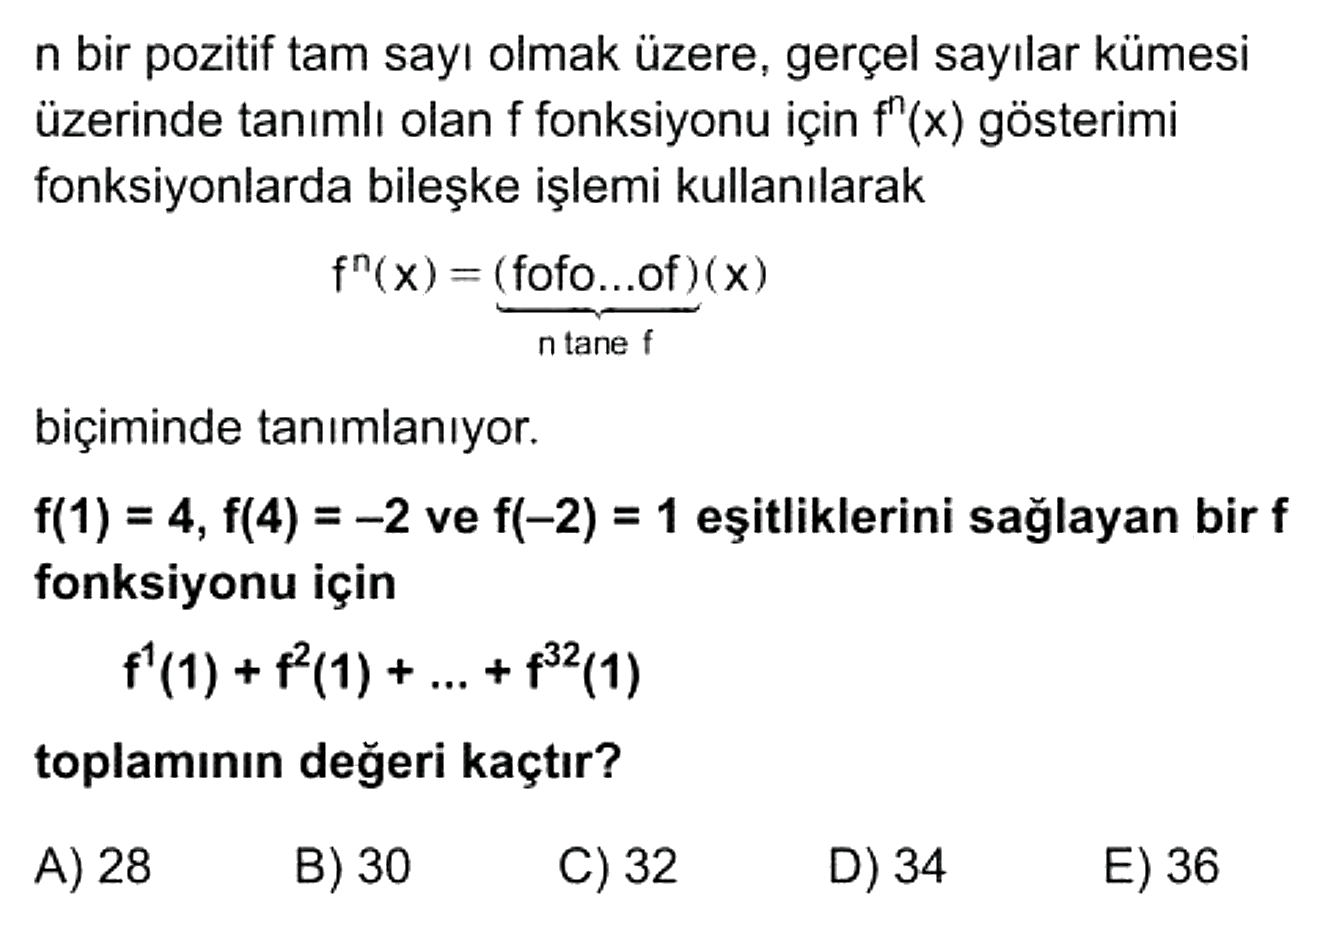 n bir pozitif tam sayı olmak üzere, gerçel sayılar kümesi
üzerinde tanımlı olan f fonksiyonu için fⁿ(x) gösterimi
fonksiyonlarda bileşke işlemi kullanılarak
fⁿ(x) = (fofo...of)(x)
n tane f
biçiminde tanımlanıyor.
f(1) = 4, f(4) = –2 ve f(–2) = 1 eşitliklerini sağlayan bir f
fonksiyonu için
f¹(1) + f²(1) + ... + f³²(1)
toplamının değeri kaçtır?
A) 28 B) 30 C) 32 D) 34 E) 36